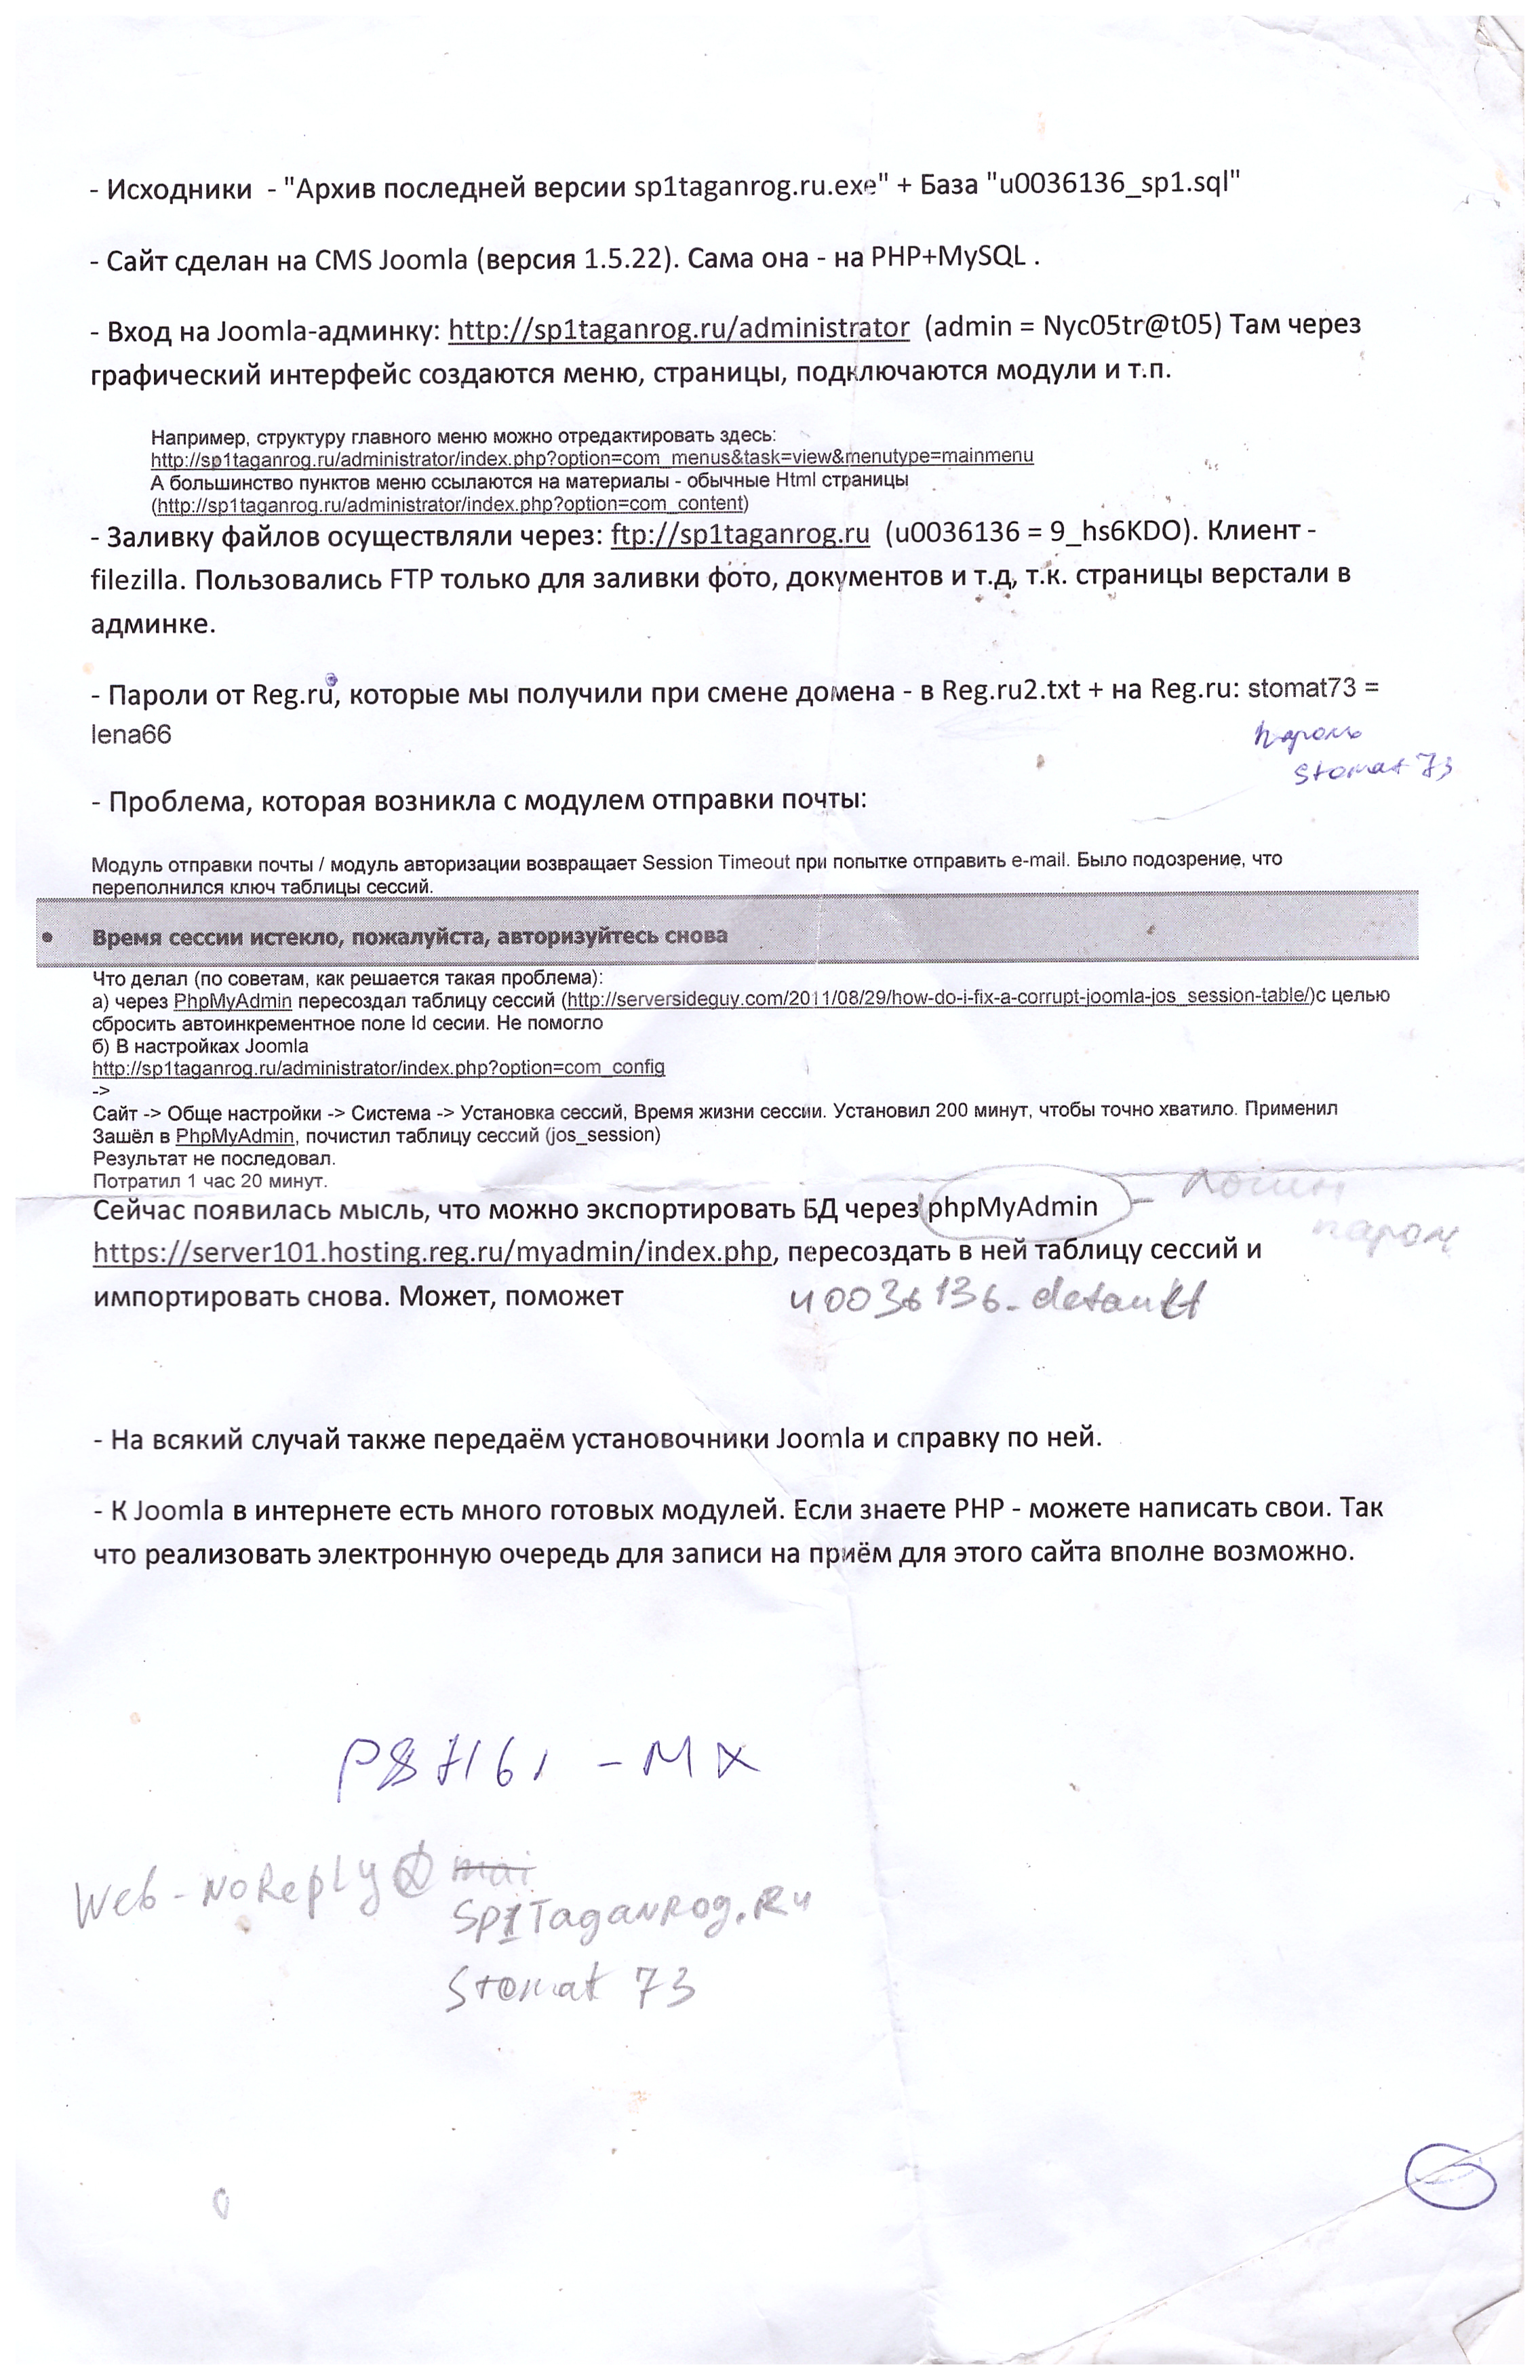 - Исходники - "Архив последней версии sp1taganrog.ru.exe" + База "u0036136_sp1.sql"
- Сайт сделан на CMS Joomla (версия 1.5.22). Сама она - на PHP+MySQL .
- Вход на Joomla-админку: http://sp1taganrog.ru/administrator (admin = Nyc05tr@t05) Там через
графический интерфейс создаются меню, страницы, подключаются модули и т.п.
Например, структуру главного меню можно отредактировать здесь:
http://sp1taganrog.ru/administrator/index.php?option=com_menus&task=view&menutype=mainmenu
А большинство пунктов меню ссылаются на материалы - обычные Html страницы
(http://sp1taganrog.ru/administrator/index.php?option=com_content)
- Заливку файлов осуществляли через: ftp://sp1taganrog.ru (u0036136 = 9_hs6KDO). Клиент -
filezilla. Пользовались FTP только для заливки фото, документов и т.д, т.к. страницы верстали в
админке.
- Пароли от Reg.ru, которые мы получили при смене домена - в Reg.ru2.txt + на Reg.ru: stomat73 =
lena66
пароль
stomat 73
- Проблема, которая возникла с модулем отправки почты:
Модуль отправки почты / модуль авторизации возвращает Session Timeout при попытке отправить e-mail. Было подозрение, что
переполнился ключ таблицы сессий.
• Время сессии истекло, пожалуйста, авторизуйтесь снова
Что делал (по советам, как решается такая проблема):
а) через PhpMyAdmin пересоздал таблицу сессий (http://serversideguy.com/2011/08/29/how-do-i-fix-a-corrupt-joomla-jos_session-table/)с целью
сбросить автоинкрементное поле Id сесии. Не помогло
б) В настройках Joomla
http://sp1taganrog.ru/administrator/index.php?option=com_config
->
Сайт -> Обще настройки -> Система -> Установка сессий, Время жизни сессии. Установил 200 минут, чтобы точно хватило. Применил
Зашёл в PhpMyAdmin, почистил таблицу сессий (jos_session)
Результат не последовал.
Потратил 1 час 20 минут.
Сейчас появилась мысль, что можно экспортировать БД через phpMyAdmin - логин
парол
https://server101.hosting.reg.ru/myadmin/index.php, пересоздать в ней таблицу сессий и
импортировать снова. Может, поможет
u0036136_default
- На всякий случай также передаём установочники Joomla и справку по ней.
- К Joomla в интернете есть много готовых модулей. Если знаете PHP - можете написать свои. Так
что реализовать электронную очередь для записи на приём для этого сайта вполне возможно.
- MX
Web-NoReply@ mai
Sp1Taganrog.Ru
Stomat 73